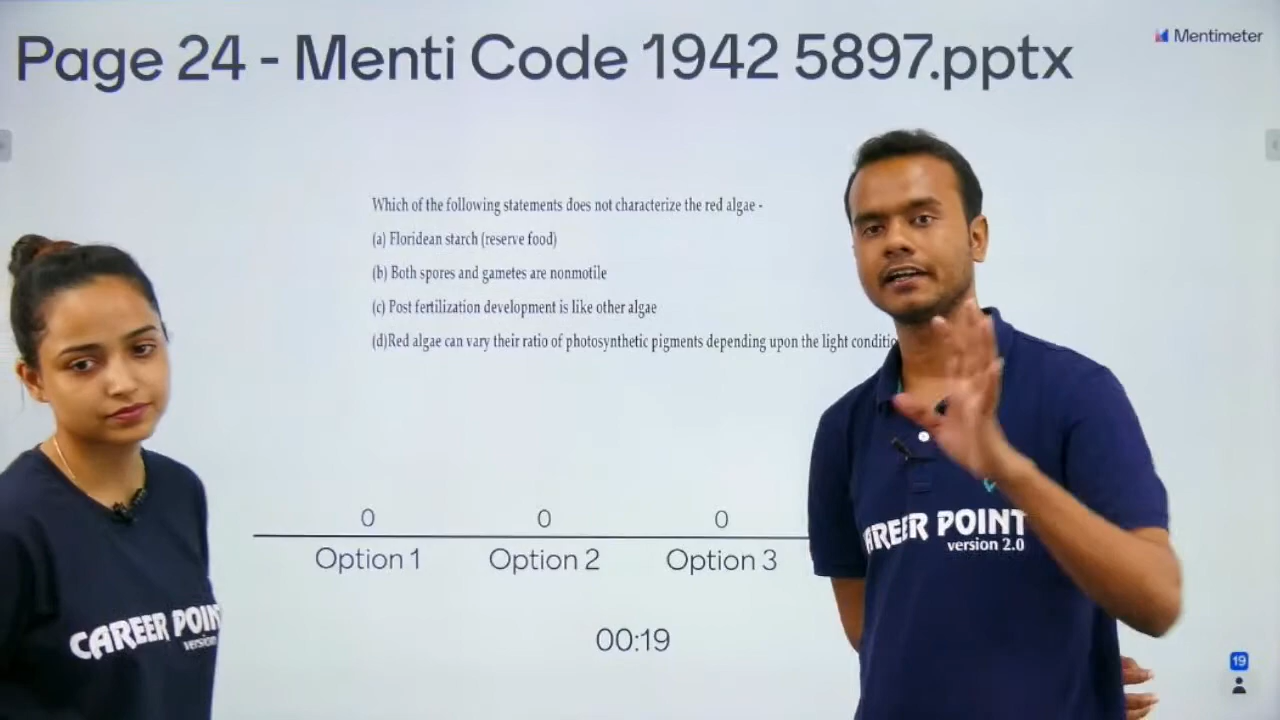 Page 24 - Menti Code 1942 5897.pptx
Mentimeter
Which of the following statements does not characterize the red algae -
(a) Floridean starch (reserve food)
(b) Both spores and gametes are nonmotile
(c) Post fertilization development is like other algae
(d)Red algae can vary their ratio of photosynthetic pigments depending upon the light conditio
0 0 0
Option 1 Option 2 Option 3
00:19
19
CAREER POIN
version
AREER POINT
version 2.0